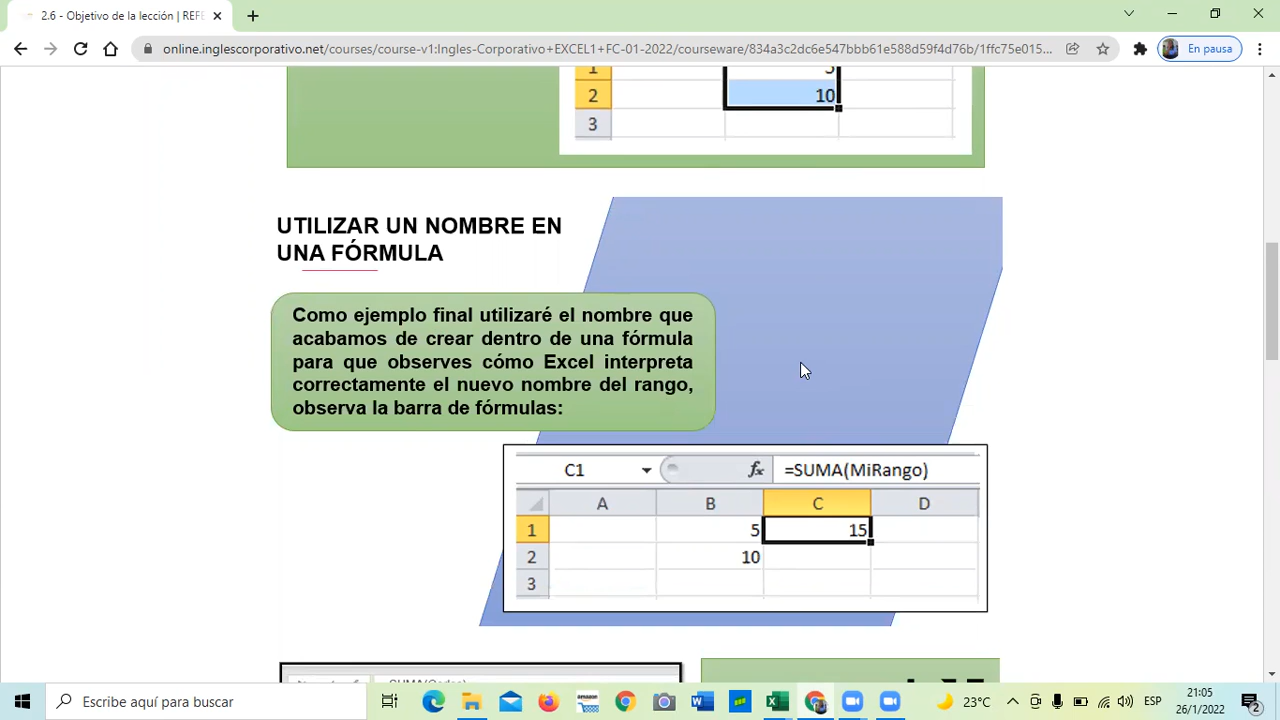 2.6 - Objetivo de la lección | REFE
online.inglescorporativo.net/courses/course-v1:Ingles-Corporativo+EXCEL1+FC-01-2022/courseware/834a3c2dc6e547bbb61e588d59f4d76b/1ffc75e015...
En pausa
1 5
2 10
3
UTILIZAR UN NOMBRE EN
UNA FÓRMULA
Como ejemplo final utilizaré el nombre que
acabamos de crear dentro de una fórmula
para que observes cómo Excel interpreta
correctamente el nuevo nombre del rango,
observa la barra de fórmulas:
C1 fx =SUMA(MiRango)
A B C D
1 5 15
2 10
3
Escribe aquí para buscar
amazon
23°C
ESP
21:05
26/1/2022
2